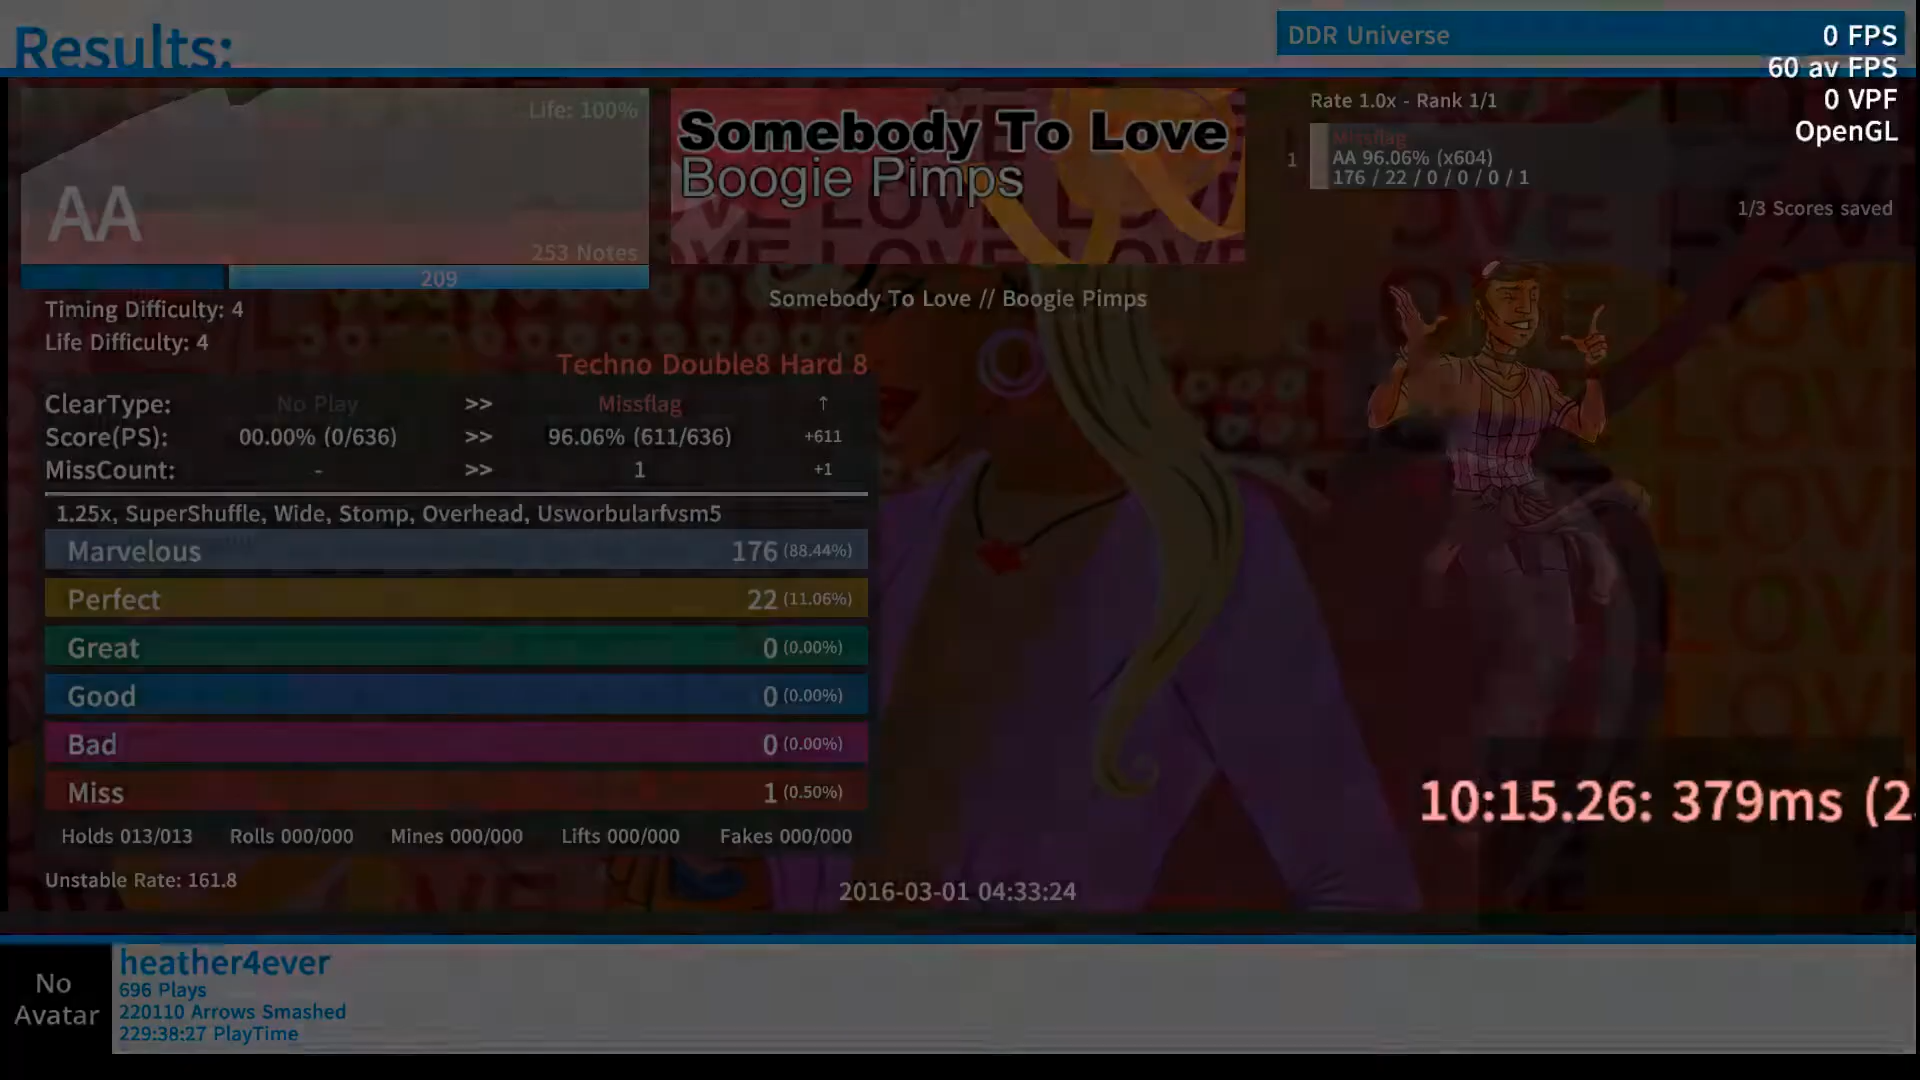 Results:
DDR Universe
0 FPS
60 av FPS
0 VPF
OpenGL
Life: 100%
AA
253 Notes
209
Somebody To Love
Boogie Pimps
Rate 1.0x - Rank 1/1
1
Missflag
AA 96.06% (x604)
176 / 22 / 0 / 0 / 0 / 1
1/3 Scores saved
Somebody To Love // Boogie Pimps
Timing Difficulty: 4
Life Difficulty: 4
Techno Double8 Hard 8
ClearType: No Play >> Missflag ↑
Score(PS): 00.00% (0/636) >> 96.06% (611/636) +611
MissCount: - >> 1 +1
1.25x, SuperShuffle, Wide, Stomp, Overhead, Usworbularfvsm5
Marvelous 176 (88.44%)
Perfect 22 (11.06%)
Great 0 (0.00%)
Good 0 (0.00%)
Bad 0 (0.00%)
Miss 1 (0.50%)
Holds 013/013 Rolls 000/000 Mines 000/000 Lifts 000/000 Fakes 000/000
Unstable Rate: 161.8
2016-03-01 04:33:24
10:15.26: 379ms (2
No
Avatar
heather4ever
696 Plays
220110 Arrows Smashed
229:38:27 PlayTime